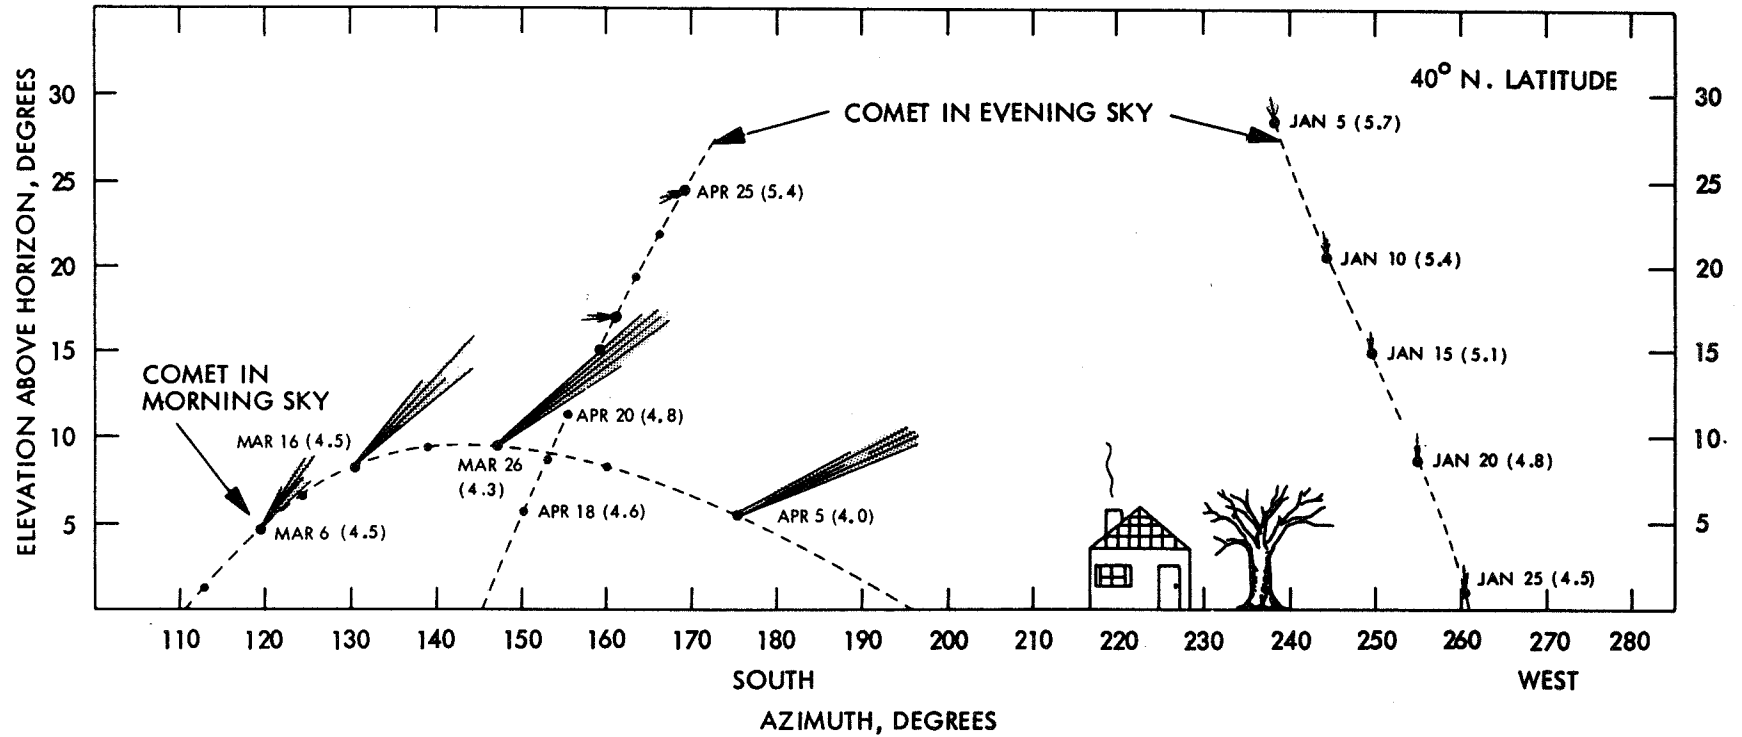 40° N. LATITUDE
COMET IN EVENING SKY
JAN 5 (5.7)
JAN 10 (5.4)
JAN 15 (5.1)
JAN 20 (4.8)
JAN 25 (4.5)
APR 25 (5.4)
APR 20 (4.8)
APR 18 (4.6)
COMET IN
MORNING SKY
MAR 16 (4.5)
MAR 6 (4.5)
MAR 26
(4.3)
APR 5 (4.0)
ELEVATION ABOVE HORIZON, DEGREES
30
25
20
15
10
5
30
25
20
15
10
5
110 120 130 140 150 160 170 180 190 200 210 220 230 240 250 260 270 280
SOUTH WEST
AZIMUTH, DEGREES